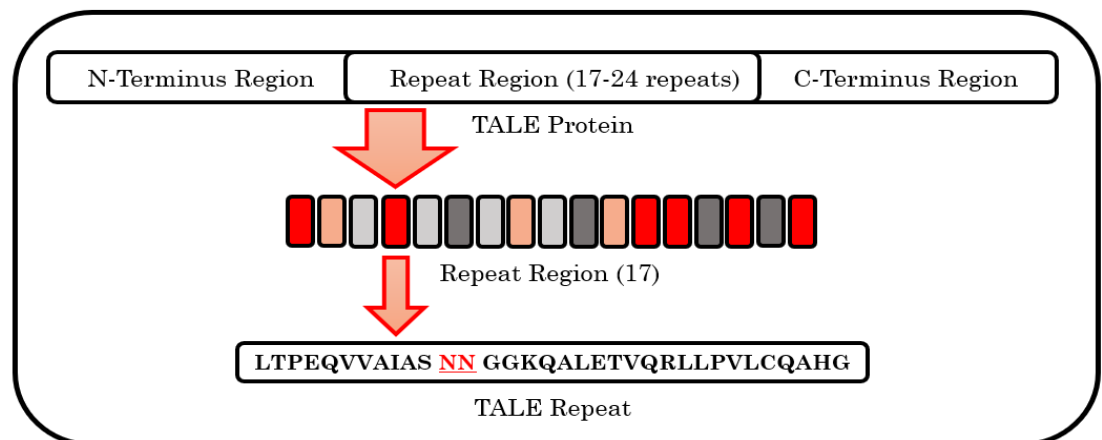 N-Terminus Region Repeat Region (17-24 repeats) C-Terminus Region
TALE Protein
Repeat Region (17)
LTPEQVVAIAS NN GGKQALETVQRLLPVLCQAHG
TALE Repeat